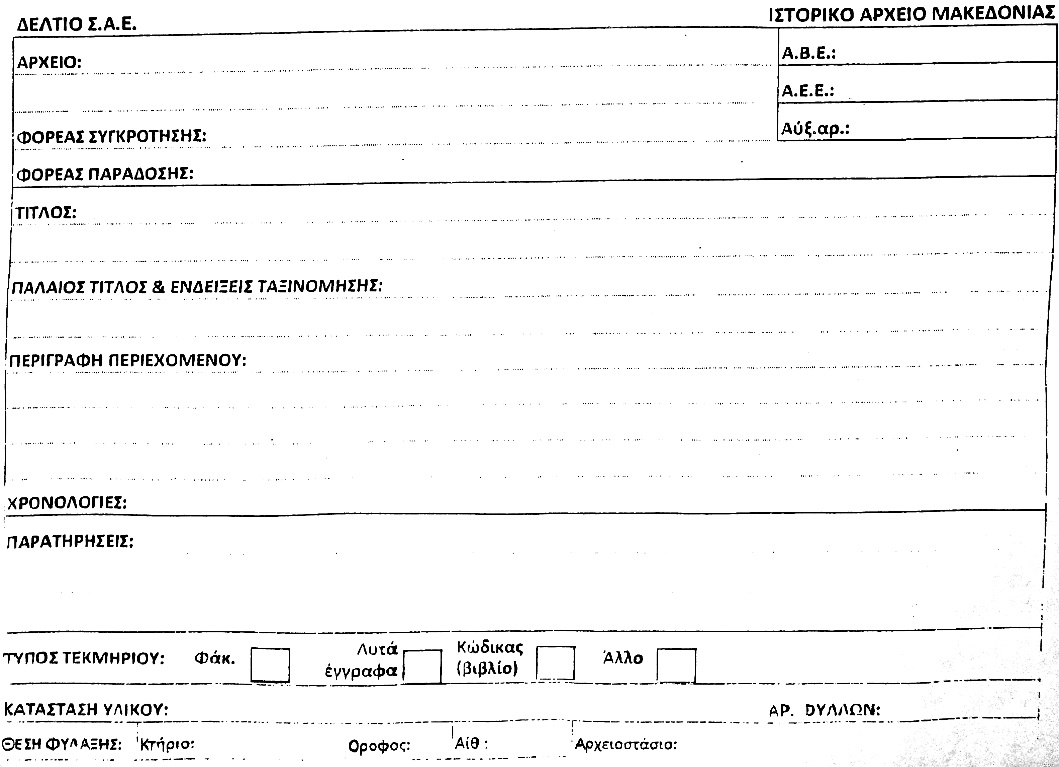 ΔΕΛΤΙΟ Σ.Α.Ε. ΙΣΤΟΡΙΚΟ ΑΡΧΕΙΟ ΜΑΚΕΔΟΝΙΑΣ
ΑΡΧΕΙΟ: Α.Β.Ε.:
Α.Ε.Ε.:
ΦΟΡΕΑΣ ΣΥΓΚΡΟΤΗΣΗΣ: Αύξ.αρ.:
ΦΟΡΕΑΣ ΠΑΡΑΔΟΣΗΣ:
ΤΙΤΛΟΣ:
ΠΑΛΑΙΟΣ ΤΙΤΛΟΣ & ΕΝΔΕΙΞΕΙΣ ΤΑΞΙΝΟΜΗΣΗΣ:
ΠΕΡΙΓΡΑΦΗ ΠΕΡΙΕΧΟΜΕΝΟΥ:
ΧΡΟΝΟΛΟΓΙΕΣ:
ΠΑΡΑΤΗΡΗΣΕΙΣ:
ΤΥΠΟΣ ΤΕΚΜΗΡΙΟΥ: Φάκ. Λυτά έγγραφα Κώδικας (βιβλίο) Άλλο
ΚΑΤΑΣΤΑΣΗ ΥΛΙΚΟΥ: ΑΡ. ΦΥΛΛΩΝ:
ΘΕΣΗ ΦΥΛΑΞΗΣ: Κτήριο: Οροφος: Αίθ : Αρχειοστάσιο: